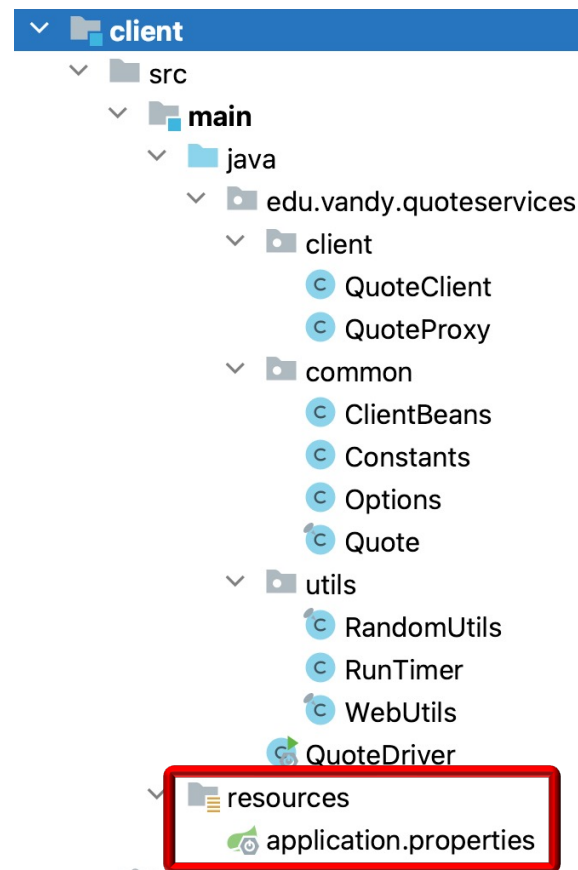 client
src
main
java
edu.vandy.quoteservices
client
C QuoteClient
C QuoteProxy
common
C ClientBeans
C Constants
C Options
C Quote
utils
C RandomUtils
C RunTimer
C WebUtils
C QuoteDriver
resources
application.properties